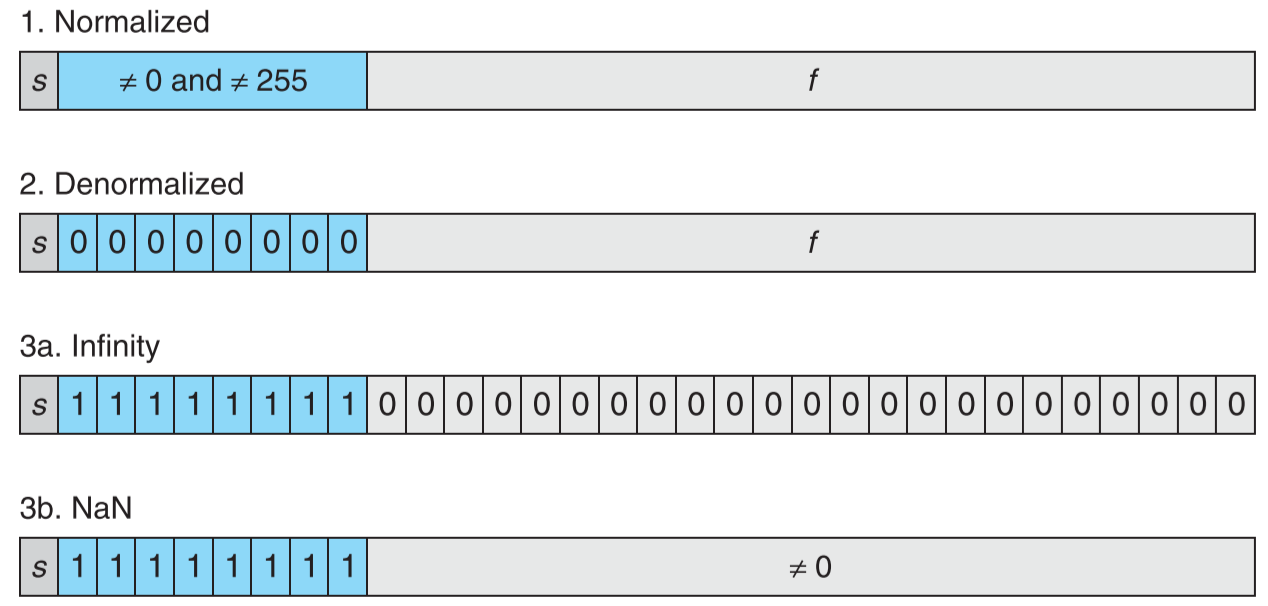 1. Normalized
s ≠ 0 and ≠ 255 f
2. Denormalized
s 0 0 0 0 0 0 0 0 f
3a. Infinity
s 1 1 1 1 1 1 1 1 0 0 0 0 0 0 0 0 0 0 0 0 0 0 0 0 0 0 0 0 0 0 0
3b. NaN
s 1 1 1 1 1 1 1 1 ≠ 0